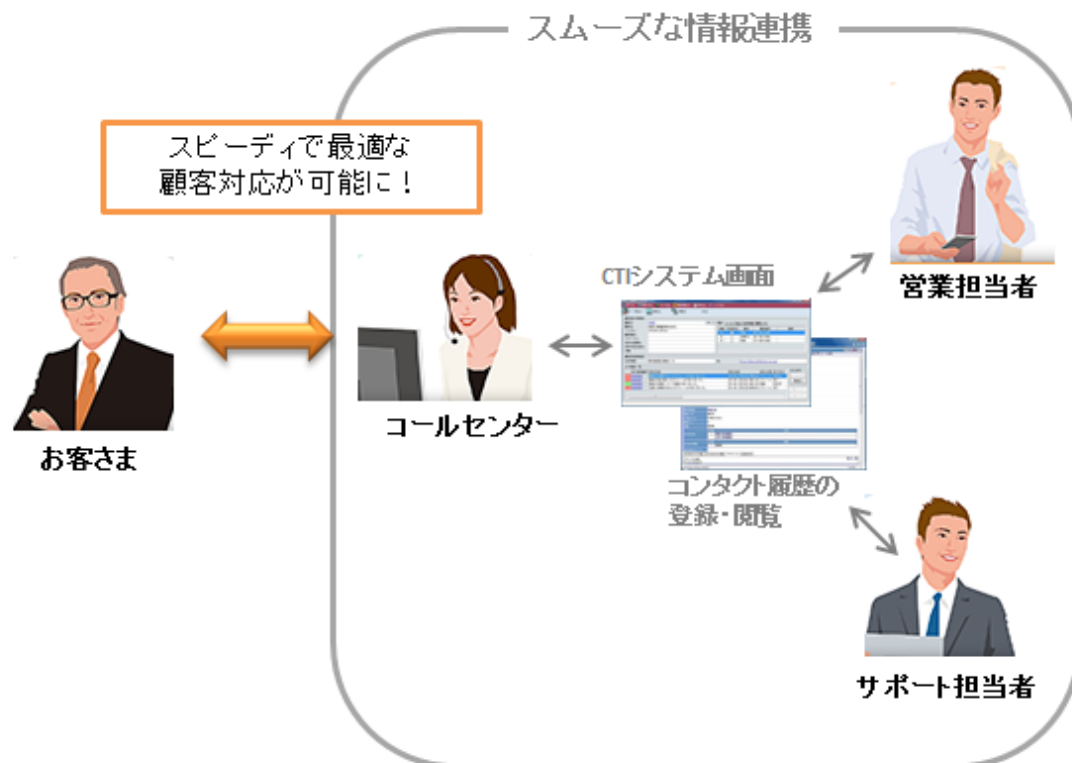 スムーズな情報連携
スピーディで最適な
顧客対応が可能に！
CTIシステム画面
営業担当者
コールセンター
お客さま
コンタクト履歴の
登録・閲覧
サポート担当者